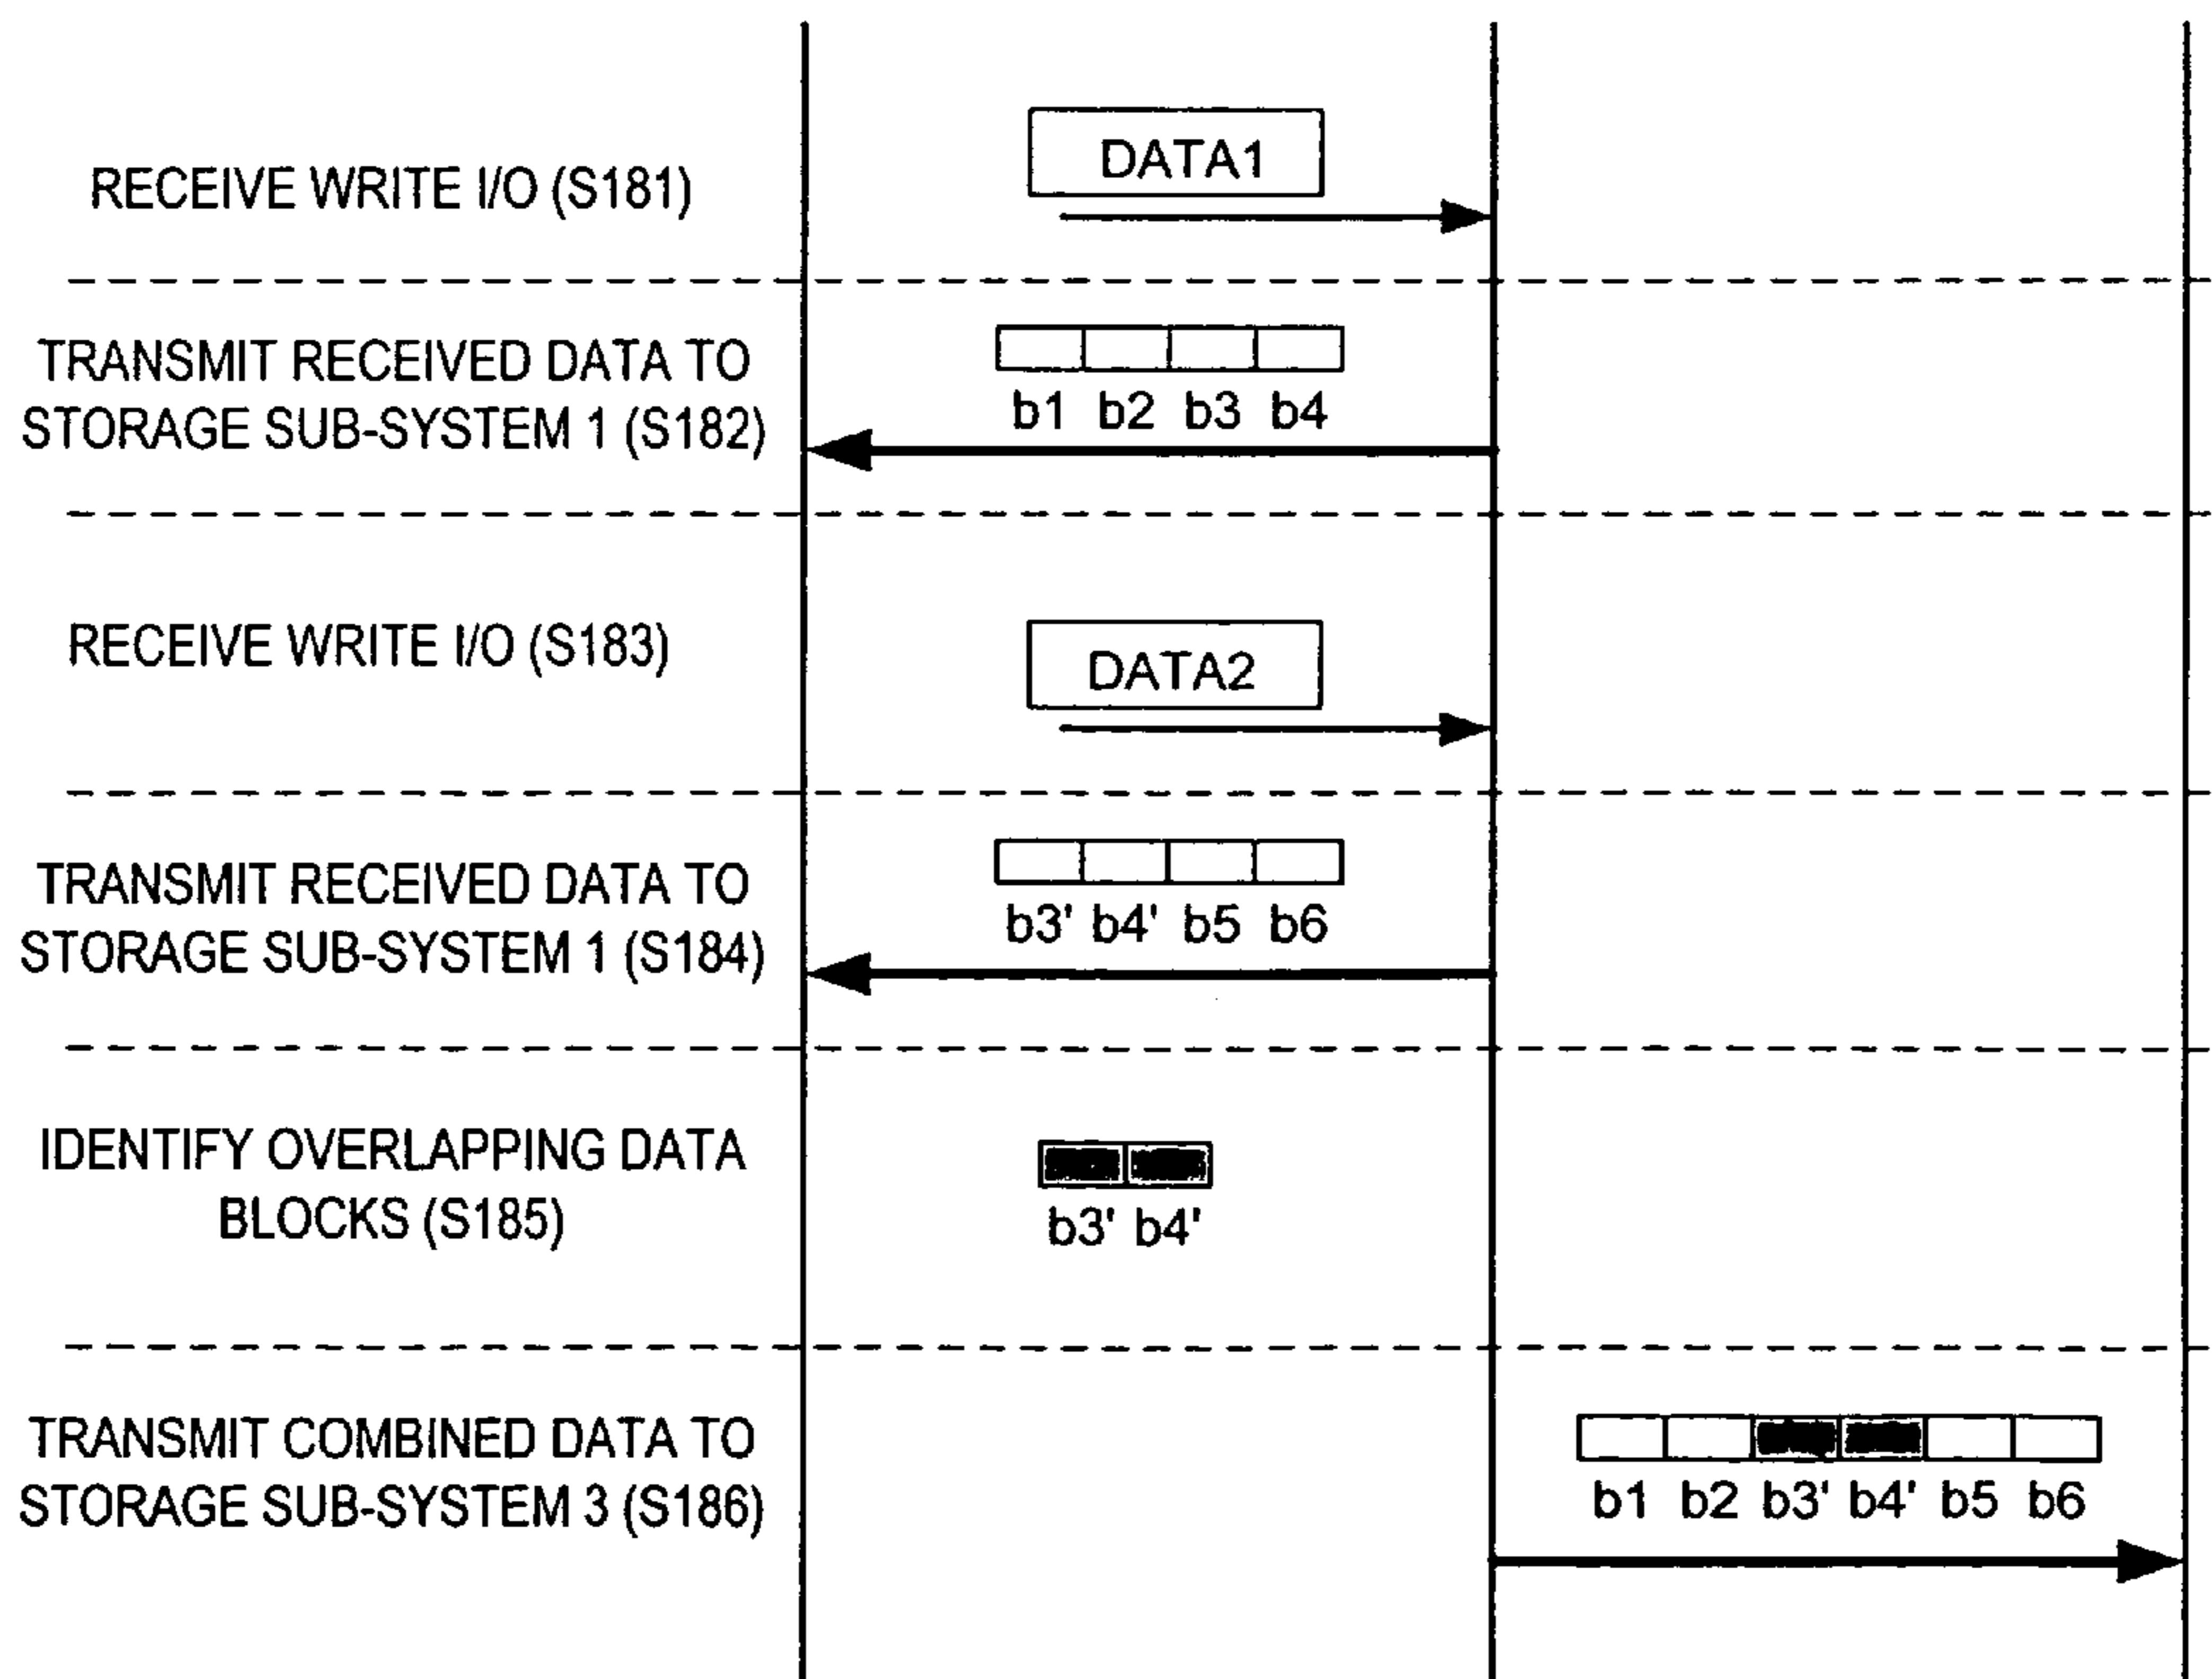 RECEIVE WRITE I/O (S181)
DATA1
TRANSMIT RECEIVED DATA TO
STORAGE SUB-SYSTEM 1 (S182)
b1 b2 b3 b4
RECEIVE WRITE I/O (S183)
DATA2
TRANSMIT RECEIVED DATA TO
STORAGE SUB-SYSTEM 1 (S184)
b3' b4' b5 b6
IDENTIFY OVERLAPPING DATA
BLOCKS (S185)
b3' b4'
TRANSMIT COMBINED DATA TO
STORAGE SUB-SYSTEM 3 (S186)
b1 b2 b3' b4' b5 b6